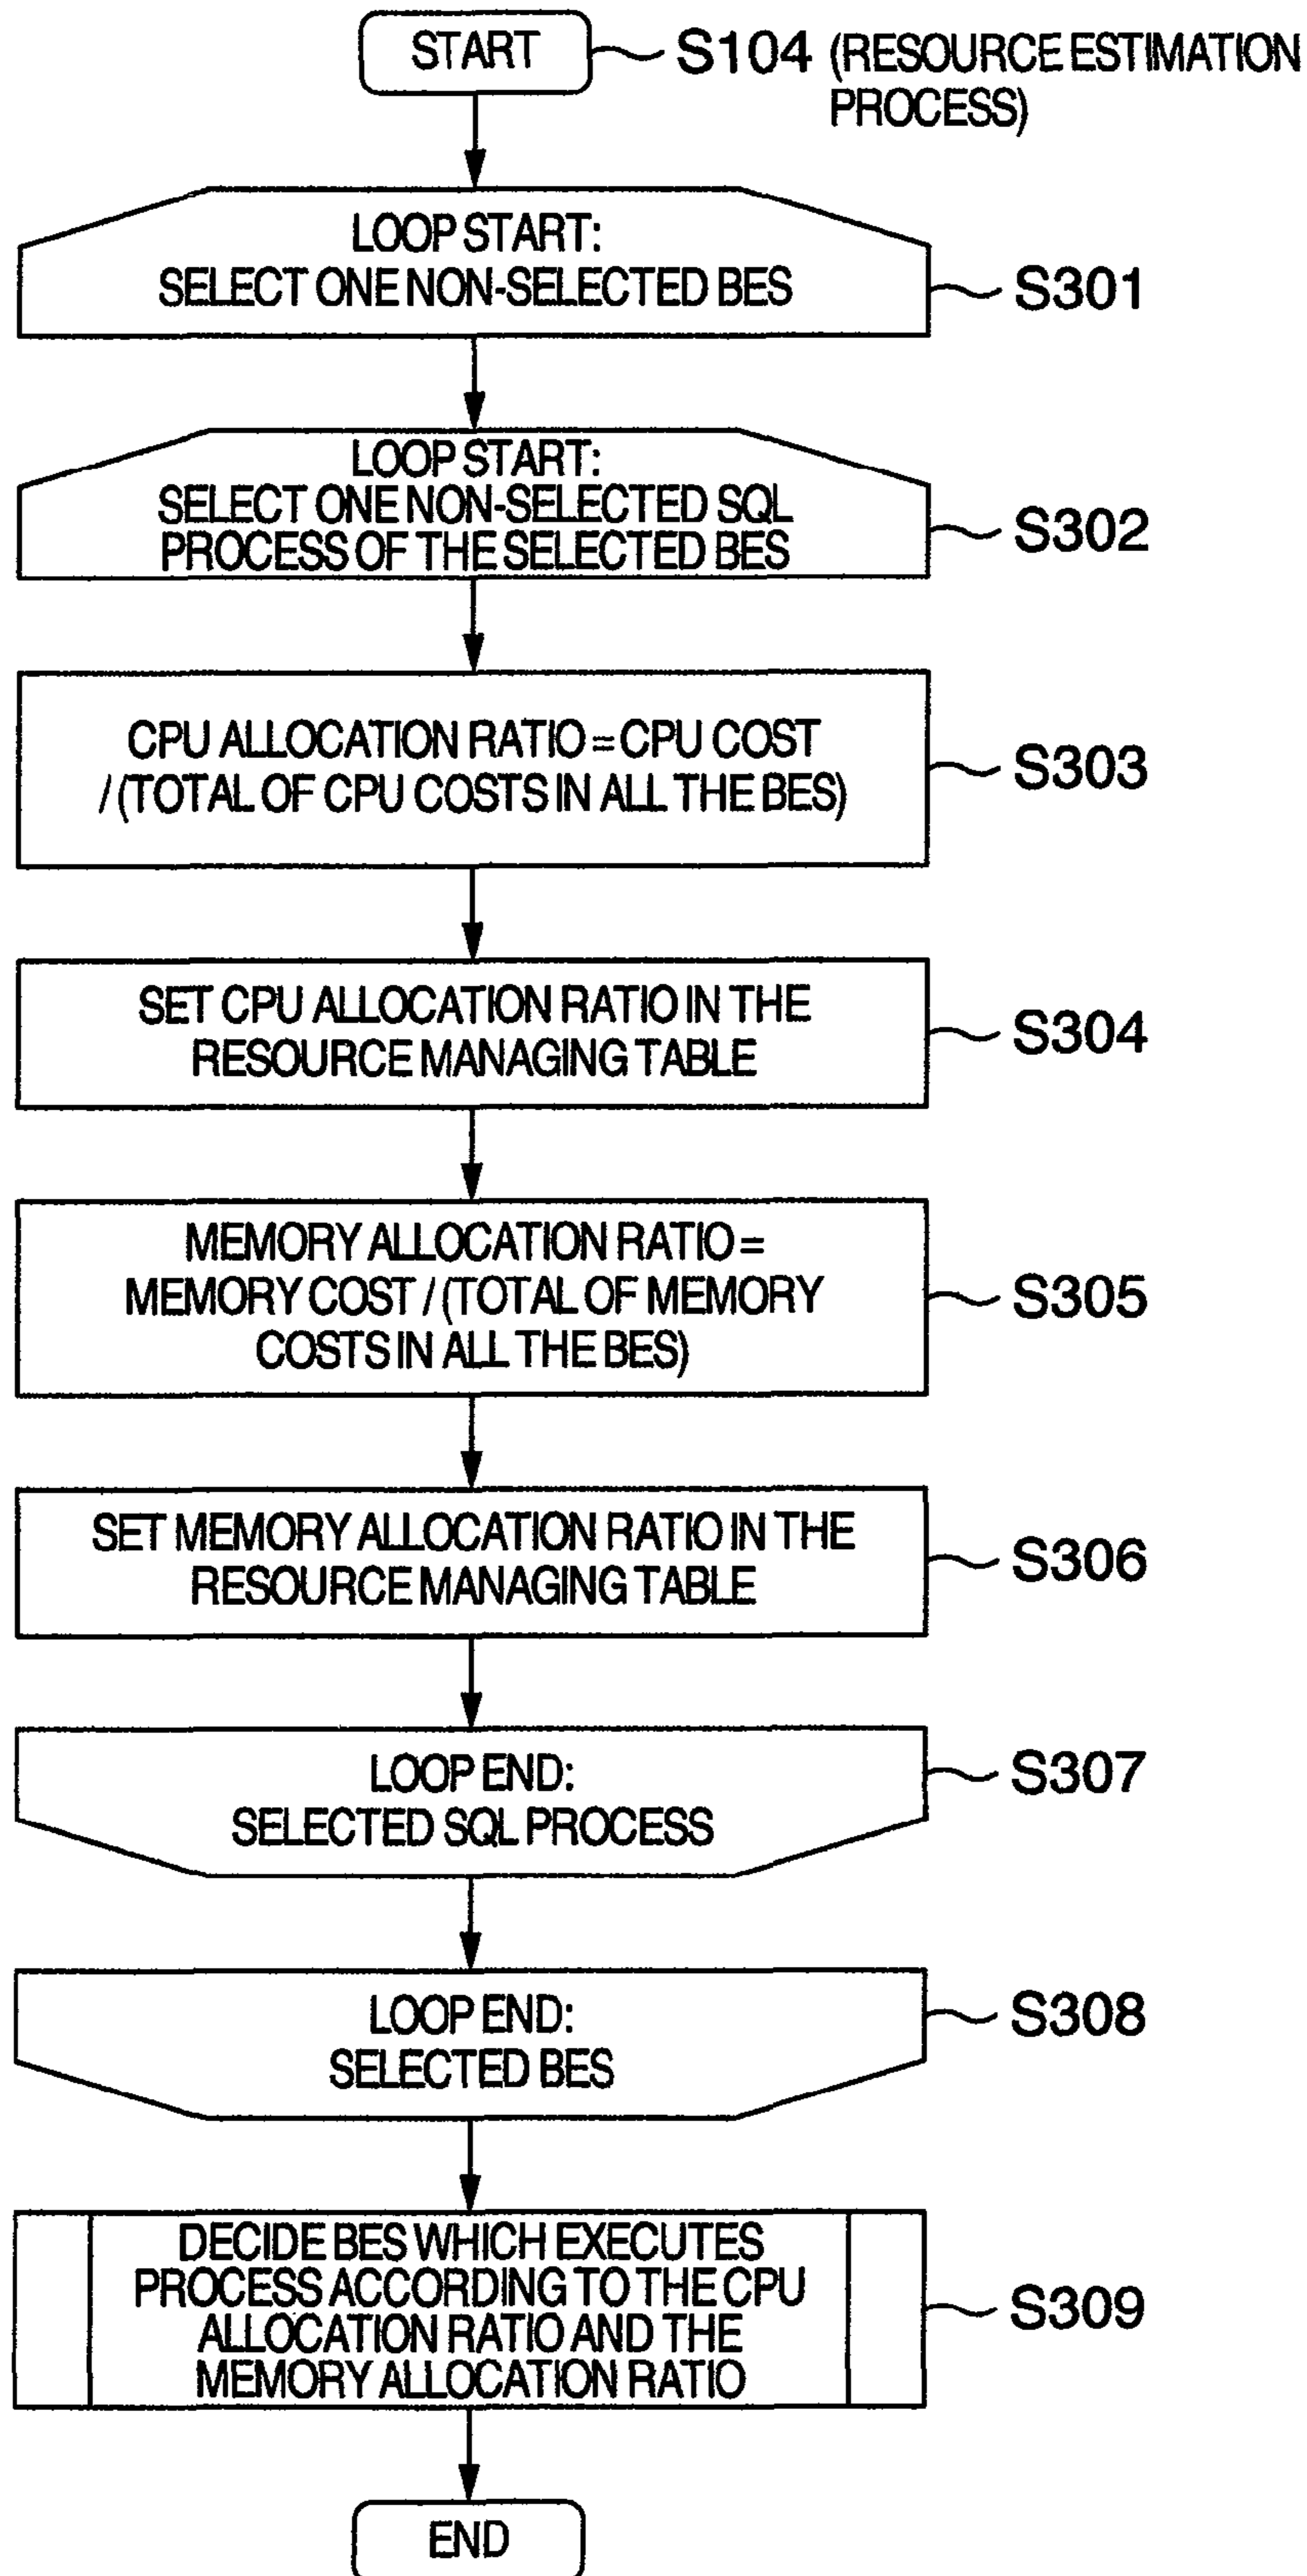 START
S104 (RESOURCE ESTIMATION
PROCESS)
LOOP START:
SELECT ONE NON-SELECTED BES
S301
LOOP START:
SELECT ONE NON-SELECTED SQL
PROCESS OF THE SELECTED BES
S302
CPU ALLOCATION RATIO = CPU COST
/ (TOTAL OF CPU COSTS IN ALL THE BES)
S303
SET CPU ALLOCATION RATIO IN THE
RESOURCE MANAGING TABLE
S304
MEMORY ALLOCATION RATIO =
MEMORY COST / (TOTAL OF MEMORY
COSTS IN ALL THE BES)
S305
SET MEMORY ALLOCATION RATIO IN THE
RESOURCE MANAGING TABLE
S306
LOOP END:
SELECTED SQL PROCESS
S307
LOOP END:
SELECTED BES
S308
DECIDE BES WHICH EXECUTES
PROCESS ACCORDING TO THE CPU
ALLOCATION RATIO AND THE
MEMORY ALLOCATION RATIO
S309
END